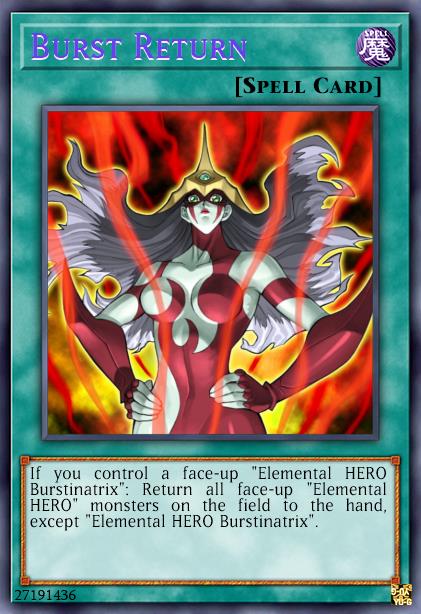 Burst Return
SPELL
魔
[Spell Card]
If you control a face-up "Elemental HERO
Burstinatrix": Return all face-up "Elemental
HERO" monsters on the field to the hand,
except "Elemental HERO Burstinatrix".
27191436